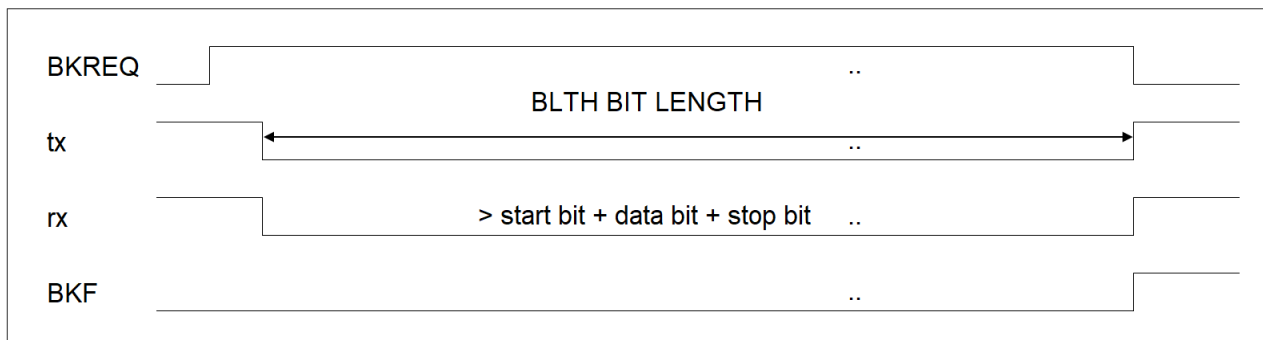 BKREQ
..
BLTH BIT LENGTH
tx
..
rx
> start bit + data bit + stop bit ..
BKF
..